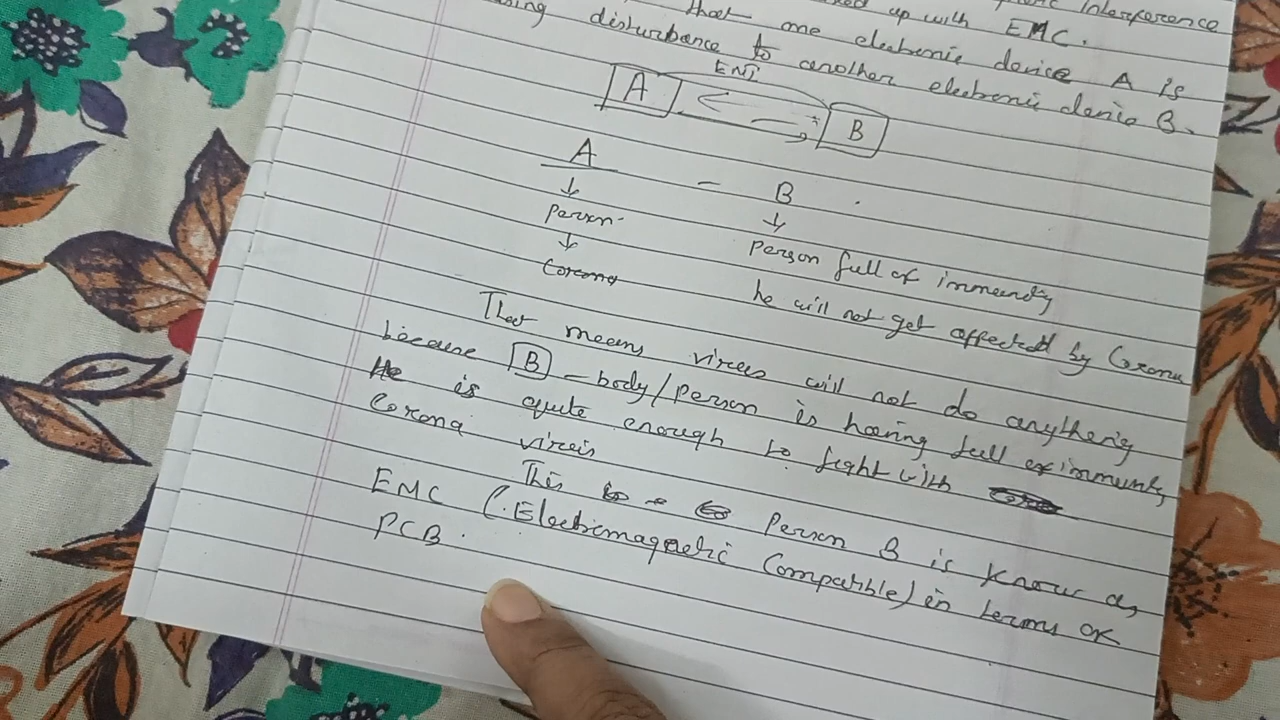 Interference
up with EMC.
that one electronic device A is
disturbance to another electronic device B.
EMI
A
B
A - B
↓ ↓
Person Person full of immunity
↓ he will not get affected by Corona
Corona
That means virus will not do anything
because B - body/person is having full of immunity
He is quite enough to fight with
Corona virus
This Person B is known as
EMC (Electromagnetic Compatible) in terms of
PCB.